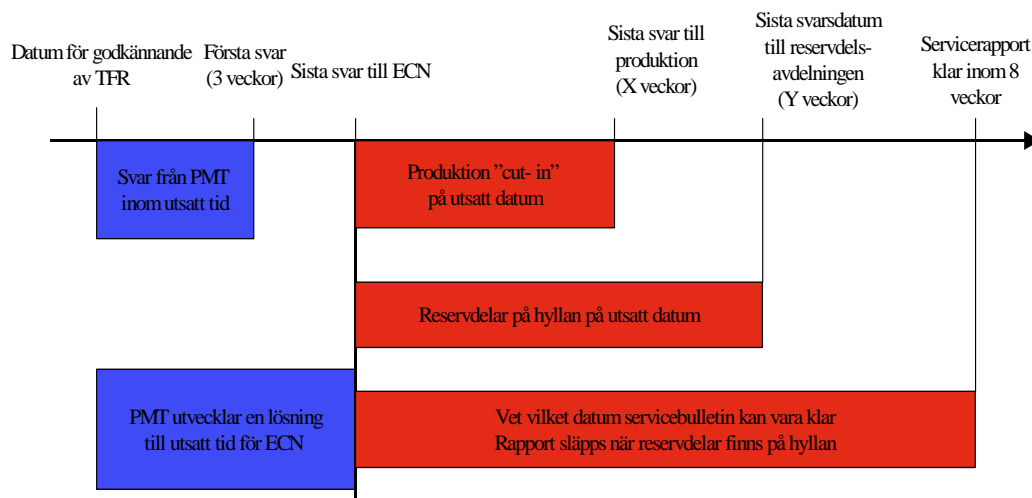 Datum för godkännande
av TFR
Första svar
(3 veckor)
Sista svar till ECN
Sista svar till
produktion
(X veckor)
Sista svarsdatum
till reservdels-
avdelningen
(Y veckor)
Servicerapport
klar inom 8
veckor
Svar från PMT
inom utsatt tid
Produktion ”cut- in”
på utsatt datum
Reservdelar på hyllan på utsatt datum
PMT utvecklar en lösning
till utsatt tid för ECN
Vet vilket datum servicebulletin kan vara klar
Rapport släpps när reservdelar finns på hyllan